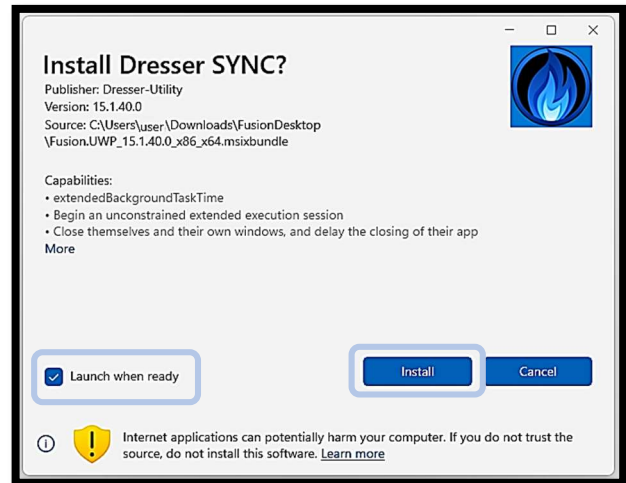 Install Dresser SYNC?
Publisher: Dresser-Utility
Version: 15.1.40.0
Source: C:\Users\user\Downloads\FusionDesktop
\Fusion.UWP_15.1.40.0_x86_x64.msixbundle
Capabilities:
• extendedBackgroundTaskTime
• Begin an unconstrained extended execution session
• Close themselves and their own windows, and delay the closing of their app
More
Launch when ready
Install
Cancel
Internet applications can potentially harm your computer. If you do not trust the
source, do not install this software. Learn more